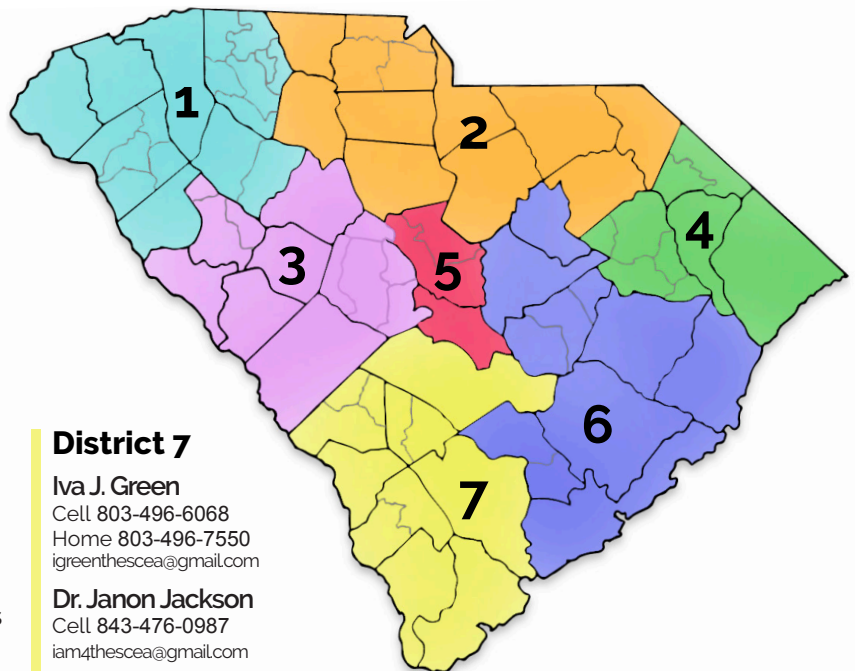 1
2
4
3
5
6
7
District 7
Iva J. Green
Cell 803-496-6068
Home 803-496-7550
igreenthescea@gmail.com
Dr. Janon Jackson
Cell 843-476-0987
iam4thescea@gmail.com
s